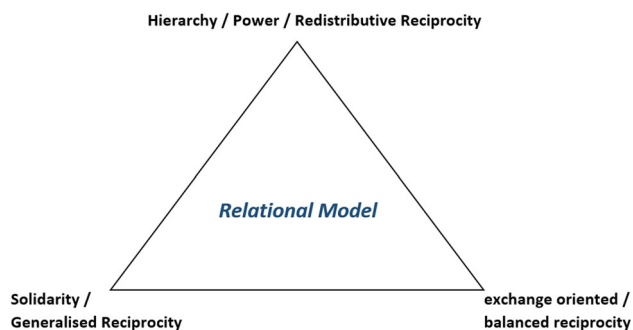 Hierarchy / Power / Redistributive Reciprocity
Relational Model
Solidarity /
Generalised Reciprocity
exchange oriented /
balanced reciprocity